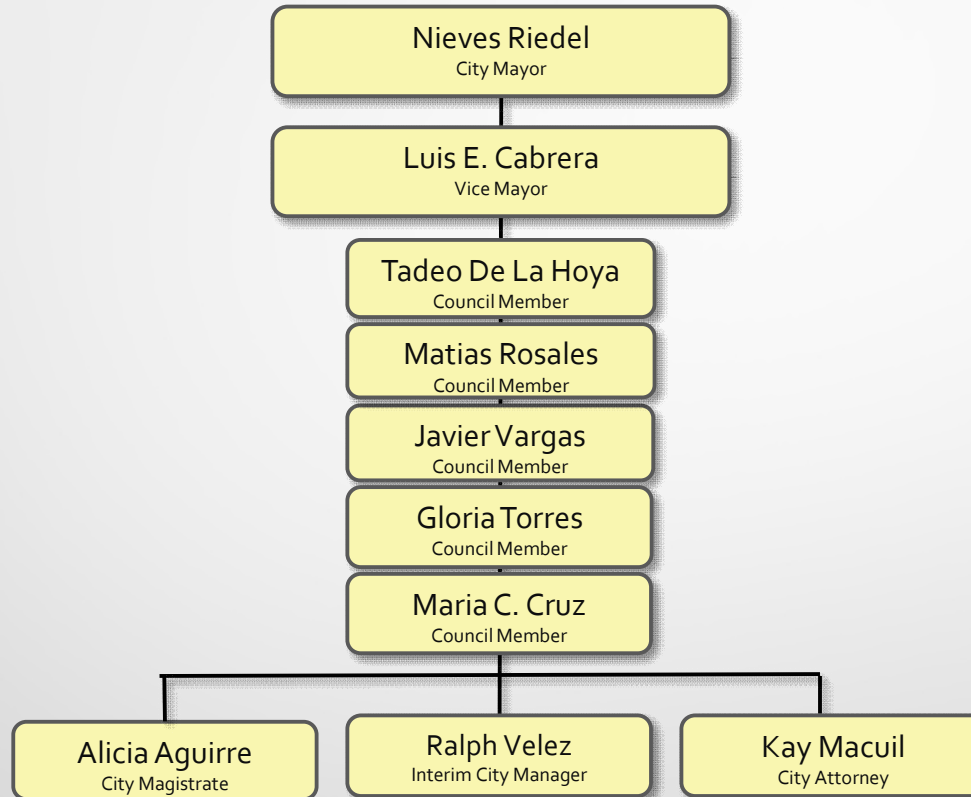 Nieves Riedel
City Mayor
Luis E. Cabrera
Vice Mayor
Tadeo De La Hoya
Council Member
Matias Rosales
Council Member
Javier Vargas
Council Member
Gloria Torres
Council Member
Maria C. Cruz
Council Member
Alicia Aguirre
City Magistrate
Ralph Velez
Interim City Manager
Kay Macuil
City Attorney